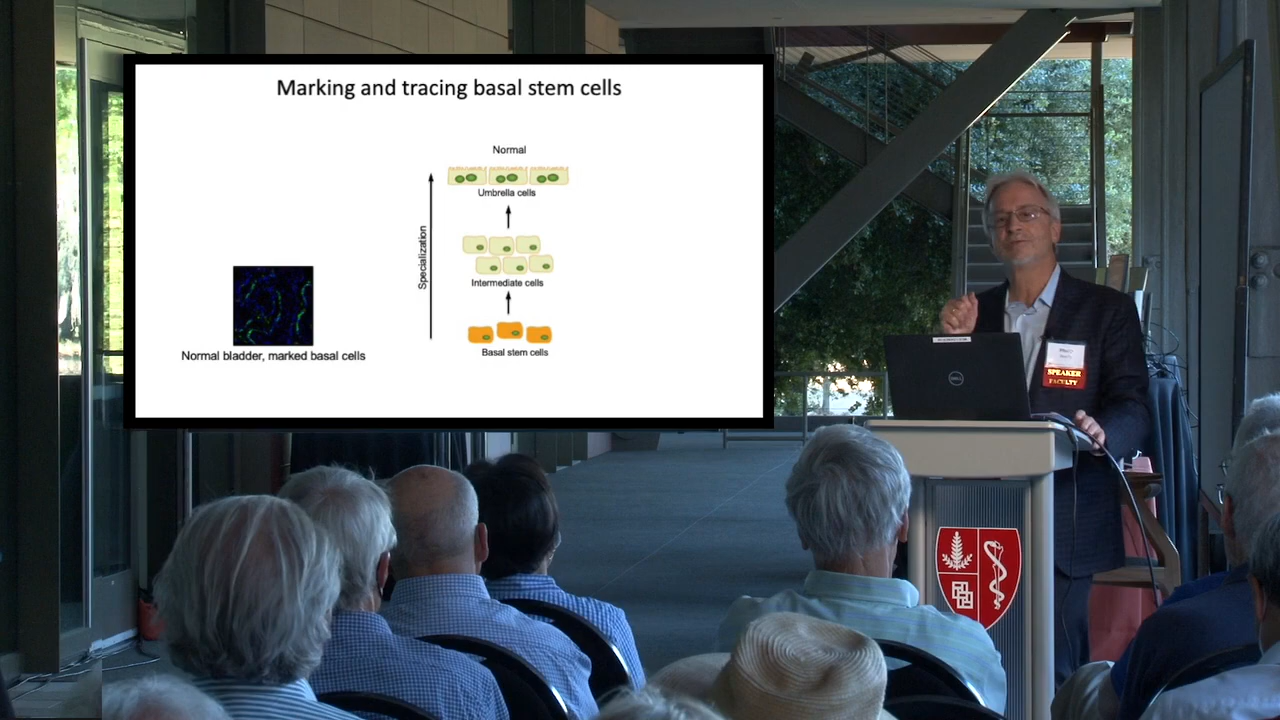 Marking and tracing basal stem cells
Normal
Umbrella cells
Specialization
Intermediate cells
Basal stem cells
Normal bladder, marked basal cells
DELL
SPEAKER
FACULTY